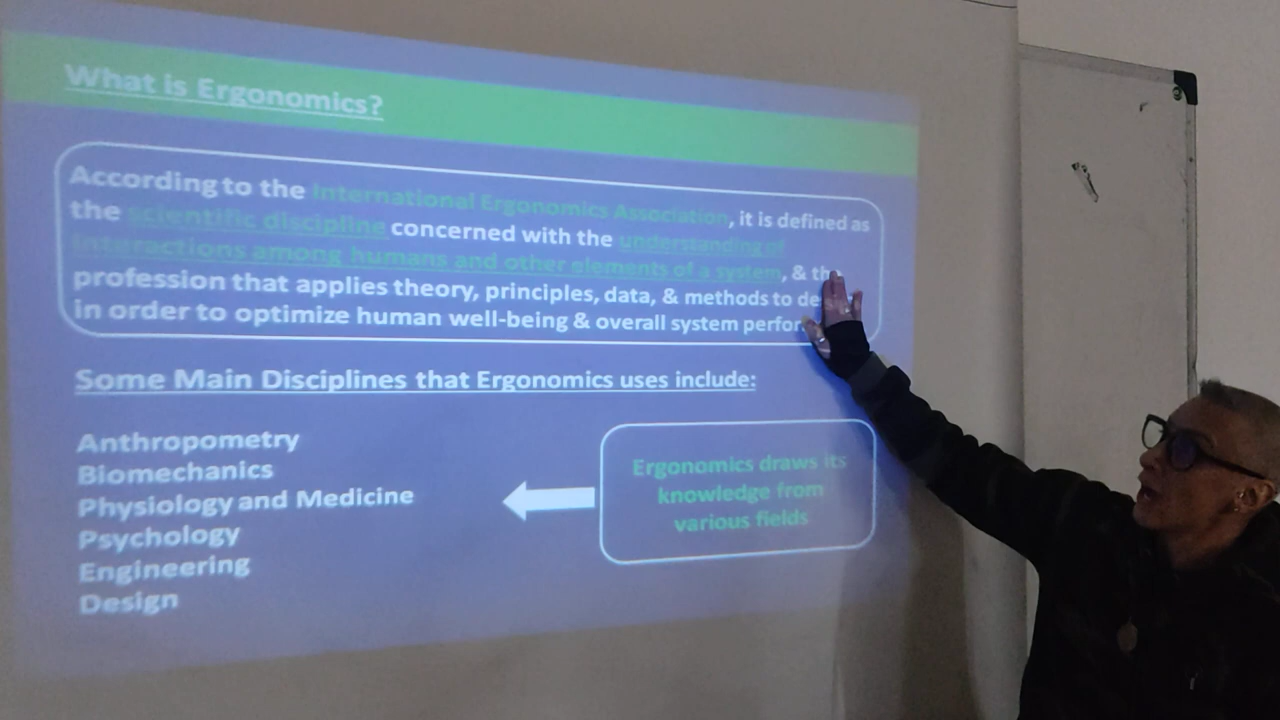 What is Ergonomics?
According to the International Ergonomics Association, it is defined as
the scientific discipline concerned with the understanding of
interactions among humans and other elements of a system, & the
profession that applies theory, principles, data, & methods to
in order to optimize human well-being & overall system
Some Main Disciplines that Ergonomics uses include:
Anthropometry
Biomechanics
Physiology and Medicine
Psychology
Engineering
Design
Ergonomics draws its
knowledge from
various fields